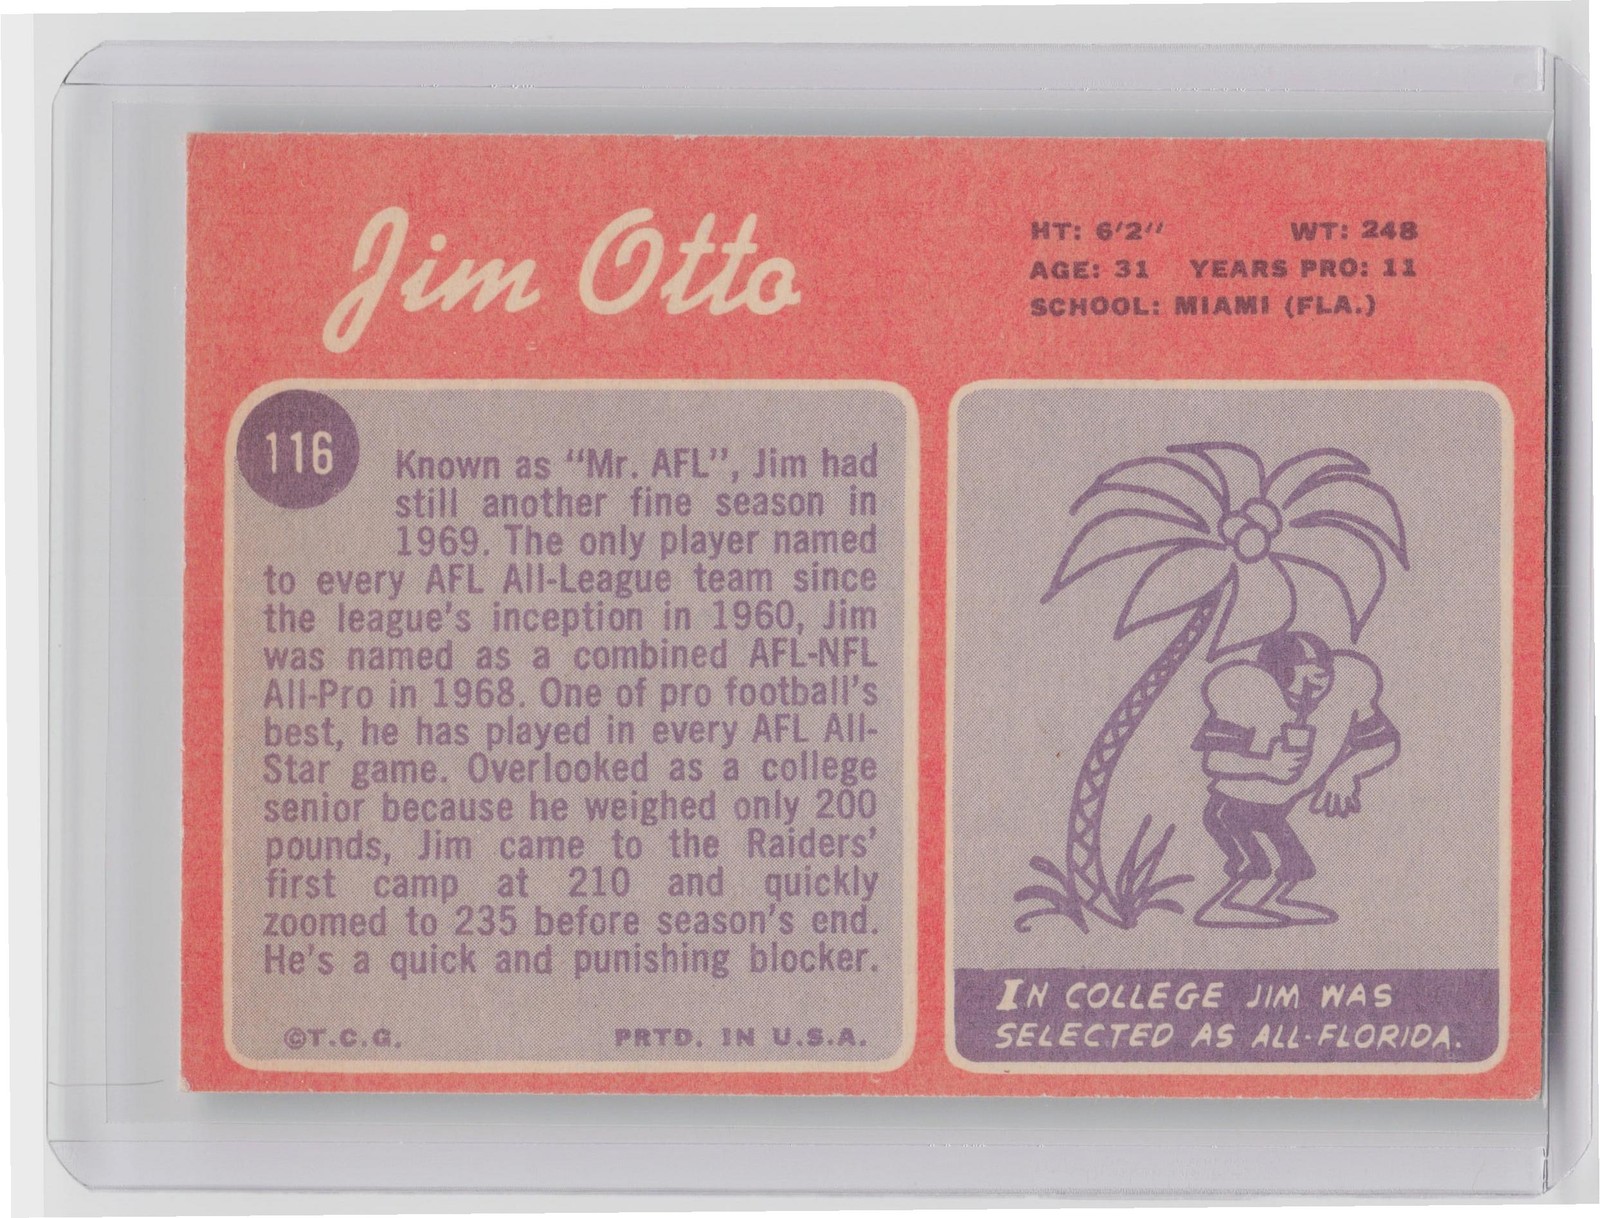 Jim Otto
HT: 6'2" WT: 248
AGE: 31 YEARS PRO: 11
SCHOOL: MIAMI (FLA.)
116
Known as "Mr. AFL", Jim had
still another fine season in
1969. The only player named
to every AFL All-League team since
the league's inception in 1960, Jim
was named as a combined AFL-NFL
All-Pro in 1968. One of pro football's
best, he has played in every AFL All-
Star game. Overlooked as a college
senior because he weighed only 200
pounds, Jim came to the Raiders'
first camp at 210 and quickly
zoomed to 235 before season's end.
He's a quick and punishing blocker.
©T.C.G. PRTD. IN U.S.A.
IN COLLEGE JIM WAS
SELECTED AS ALL-FLORIDA.